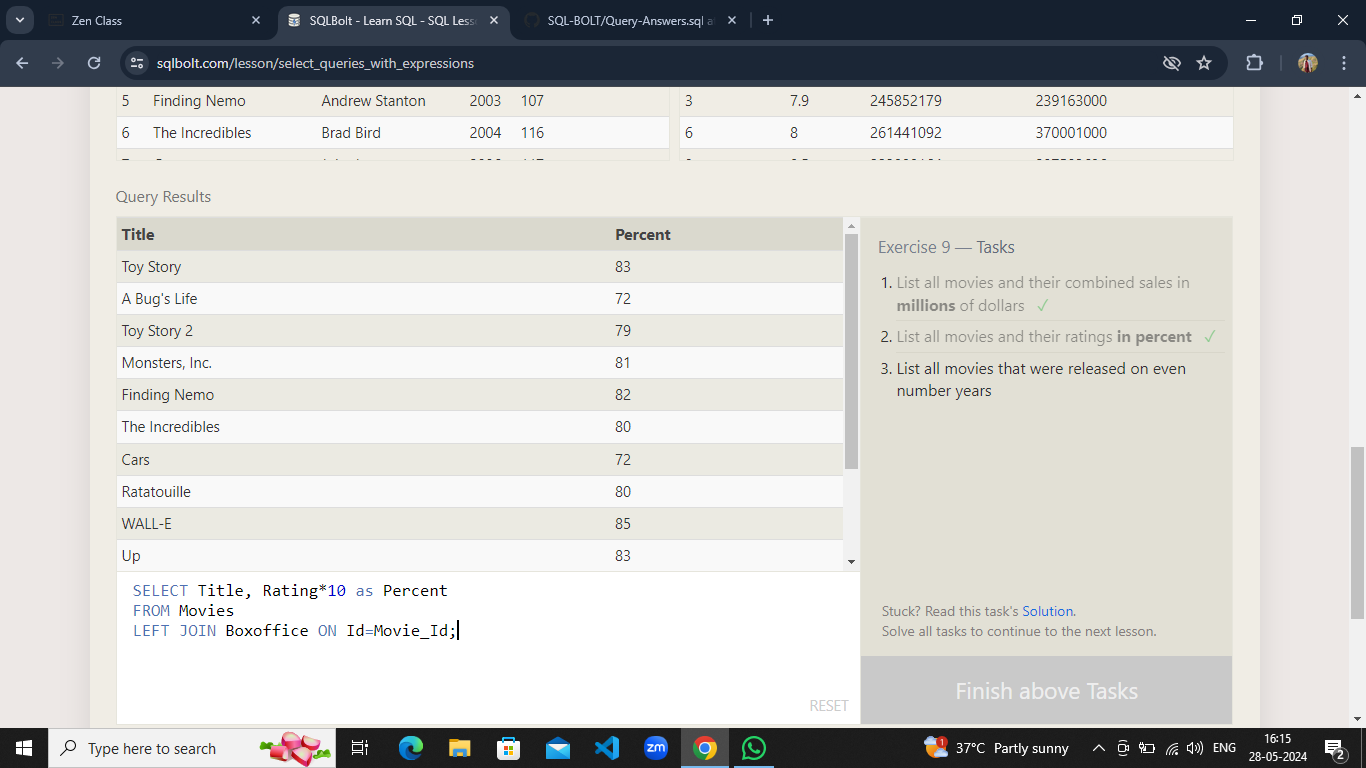 Zen Class
SQLBolt - Learn SQL - SQL Less
SQL-BOLT/Query-Answers.sql a
sqlbolt.com/lesson/select_queries_with_expressions
5 Finding Nemo Andrew Stanton 2003 107
3 7.9 245852179 239163000
6 The Incredibles Brad Bird 2004 116
6 8 261441092 370001000
Query Results
Title Percent
Toy Story 83
A Bug's Life 72
Toy Story 2 79
Monsters, Inc. 81
Finding Nemo 82
The Incredibles 80
Cars 72
Ratatouille 80
WALL-E 85
Up 83
Exercise 9 — Tasks
1. List all movies and their combined sales in
millions of dollars ✓
2. List all movies and their ratings in percent ✓
3. List all movies that were released on even
number years
Stuck? Read this task's Solution.
Solve all tasks to continue to the next lesson.
Finish above Tasks
SELECT Title, Rating*10 as Percent
FROM Movies
LEFT JOIN Boxoffice ON Id=Movie_Id;
RESET
Type here to search
zm
1
37°C Partly sunny
ENG
16:15
28-05-2024
2